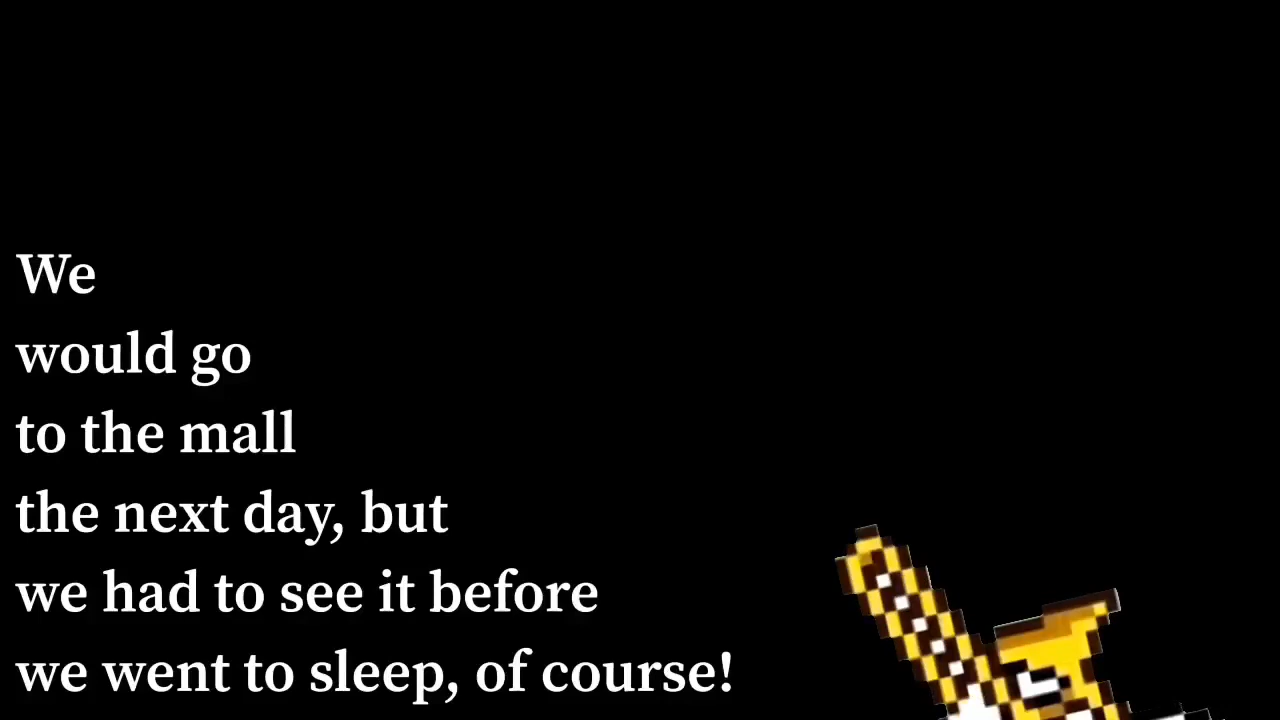 We
would go
to the mall
the next day, but
we had to see it before
we went to sleep, of course!